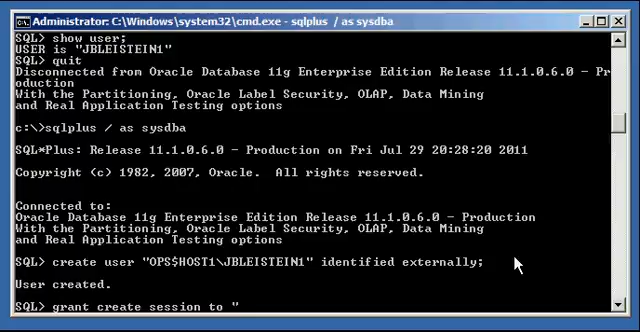 Administrator: C:\Windows\system32\cmd.exe - sqlplus / as sysdba
SQL> show user;
USER is "JBLEISTEIN1"
SQL> quit
Disconnected from Oracle Database 11g Enterprise Edition Release 11.1.0.6.0 - Pr
oduction
With the Partitioning, Oracle Label Security, OLAP, Data Mining
and Real Application Testing options
c:\>sqlplus / as sysdba
SQL*Plus: Release 11.1.0.6.0 - Production on Fri Jul 29 20:28:20 2011
Copyright (c) 1982, 2007, Oracle.  All rights reserved.
Connected to:
Oracle Database 11g Enterprise Edition Release 11.1.0.6.0 - Production
With the Partitioning, Oracle Label Security, OLAP, Data Mining
and Real Application Testing options
SQL> create user "OPS$HOST1\JBLEISTEIN1" identified externally;
User created.
SQL> grant create session to "